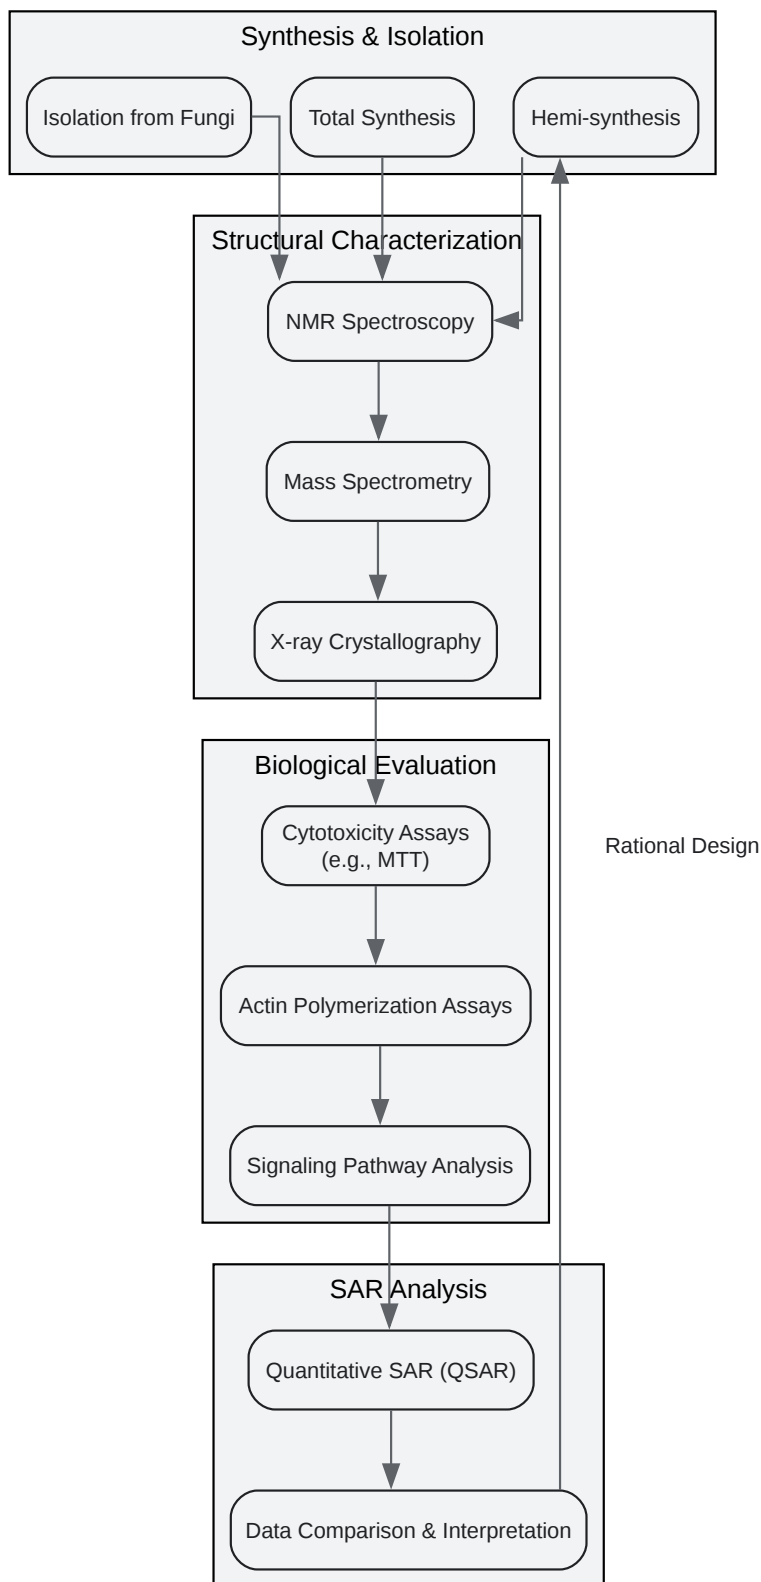 Synthesis & Isolation
Isolation from Fungi
Total Synthesis
Hemi-synthesis
Structural Characterization
NMR Spectroscopy
Mass Spectrometry
X-ray Crystallography
Biological Evaluation
Cytotoxicity Assays
(e.g., MTT)
Rational Design
Actin Polymerization Assays
Signaling Pathway Analysis
SAR Analysis
Quantitative SAR (QSAR)
Data Comparison & Interpretation